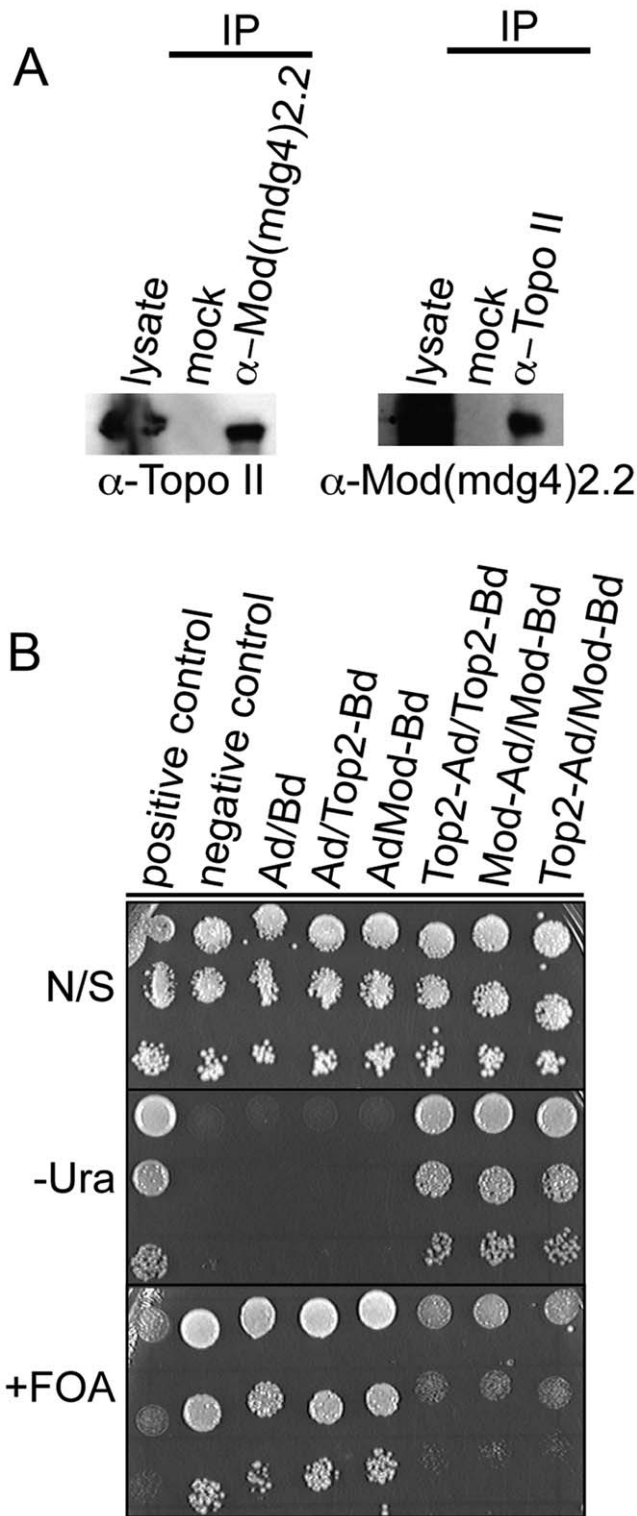 A
IP
IP
lysate
mock
α-Mod(mdg4)2.2
lysate
mock
α-Topo II
α-Topo II
α-Mod(mdg4)2.2
B
positive control
negative control
Ad/Bd
Ad/Top2-Bd
AdMod-Bd
Top2-Ad/Top2-Bd
Mod-Ad/Mod-Bd
Top2-Ad/Mod-Bd
N/S
-Ura
+FOA